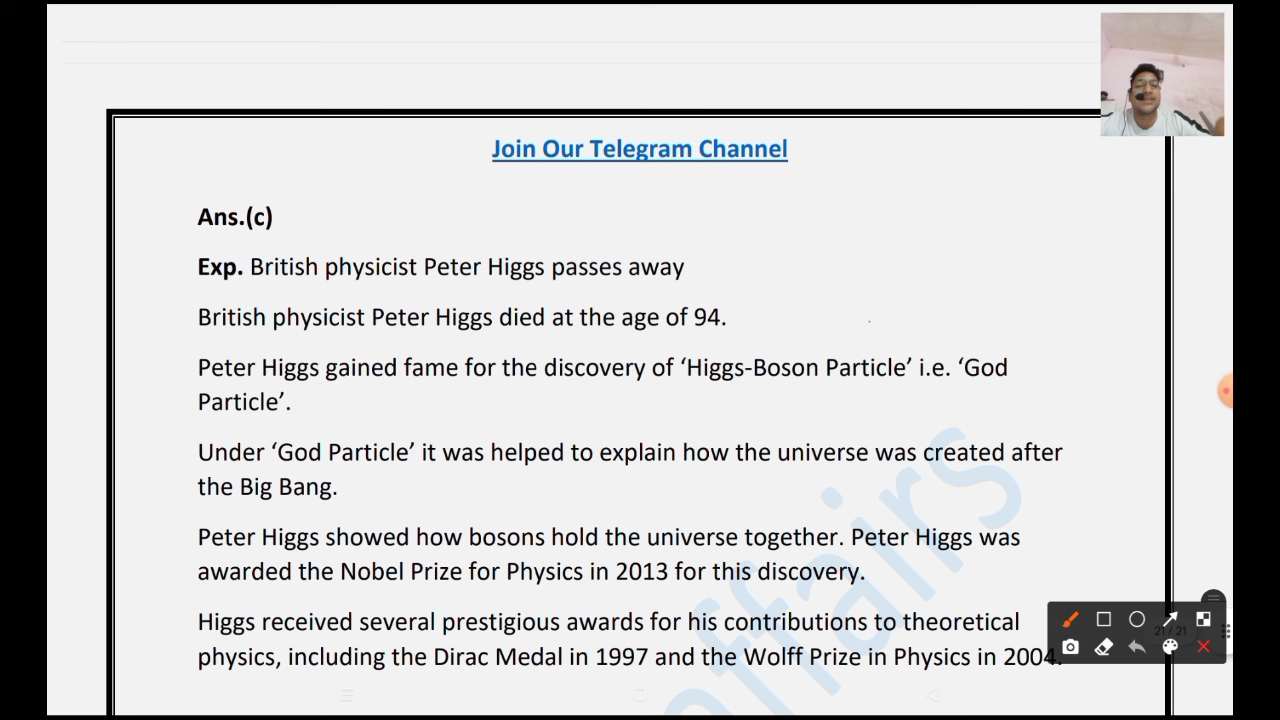 Join Our Telegram Channel
Ans.(c)
Exp. British physicist Peter Higgs passes away
British physicist Peter Higgs died at the age of 94.
Peter Higgs gained fame for the discovery of ‘Higgs-Boson Particle’ i.e. ‘God
Particle’.
Under ‘God Particle’ it was helped to explain how the universe was created after
the Big Bang.
Peter Higgs showed how bosons hold the universe together. Peter Higgs was
awarded the Nobel Prize for Physics in 2013 for this discovery.
Higgs received several prestigious awards for his contributions to theoretical
physics, including the Dirac Medal in 1997 and the Wolff Prize in Physics in 2004.
21/21
affairs